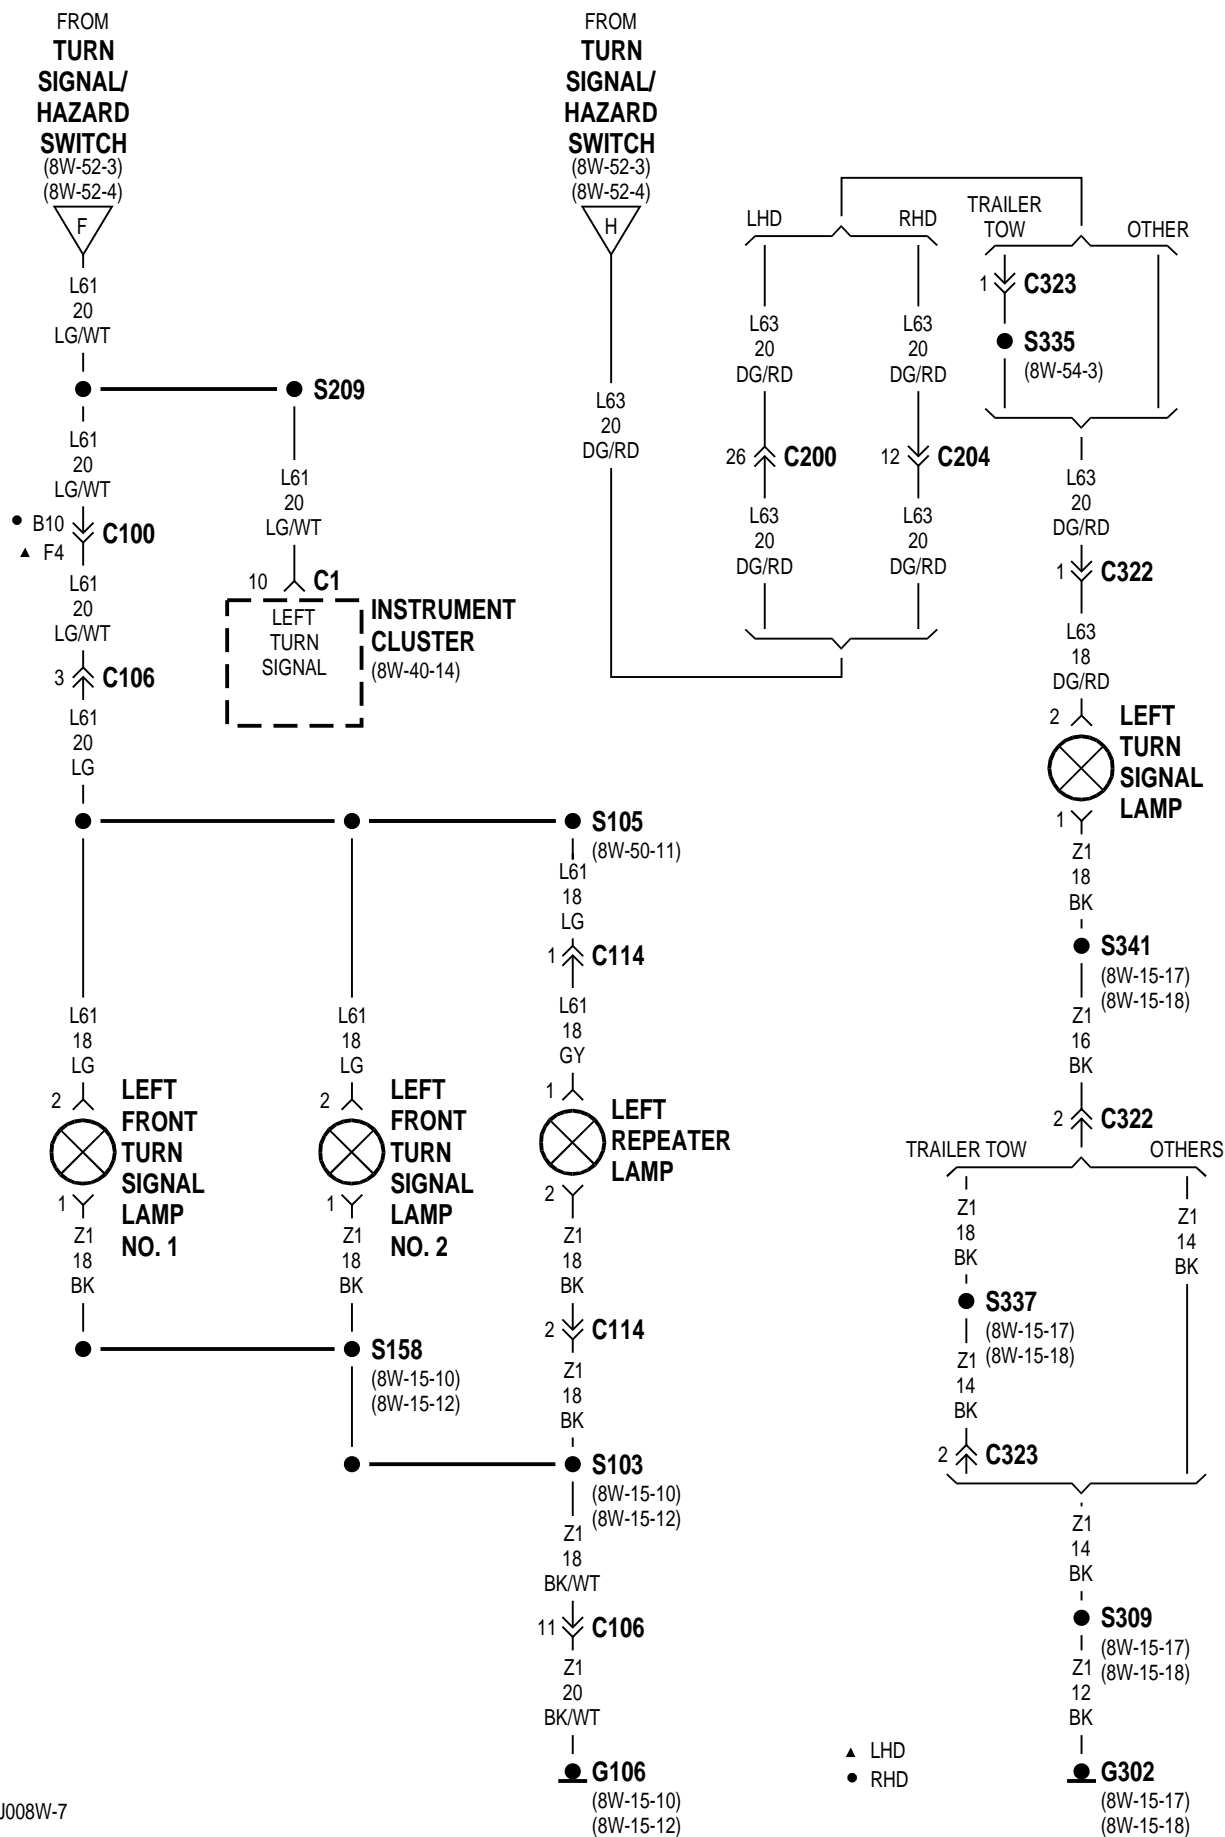 FROM
TURN
SIGNAL/
HAZARD
SWITCH
(8W-52-3)
(8W-52-4)
F
L61
20
LG/WT
S209
L61
20
LG/WT
B10
F4
C100
L61
20
LG/WT
3
C106
L61
20
LG
L61
20
LG/WT
10
C1
LEFT
TURN
SIGNAL
INSTRUMENT
CLUSTER
(8W-40-14)
S105
(8W-50-11)
L61
18
LG
2
LEFT
FRONT
TURN
SIGNAL
LAMP
NO. 1
1
Z1
18
BK
L61
18
LG
2
LEFT
FRONT
TURN
SIGNAL
LAMP
NO. 2
1
Z1
18
BK
S158
(8W-15-10)
(8W-15-12)
L61
18
LG
1
C114
L61
18
GY
1
LEFT
REPEATER
LAMP
2
Z1
18
BK
2
C114
Z1
18
BK
S103
(8W-15-10)
(8W-15-12)
Z1
18
BK/WT
11
C106
Z1
20
BK/WT
G106
(8W-15-10)
(8W-15-12)
FROM
TURN
SIGNAL/
HAZARD
SWITCH
(8W-52-3)
(8W-52-4)
H
L63
20
DG/RD
LHD
RHD
L63
20
DG/RD
26
C200
L63
20
DG/RD
L63
20
DG/RD
12
C204
L63
20
DG/RD
TRAILER
TOW
OTHER
1
C323
S335
(8W-54-3)
L63
20
DG/RD
1
C322
L63
18
DG/RD
2
LEFT
TURN
SIGNAL
LAMP
1
Z1
18
BK
S341
(8W-15-17)
(8W-15-18)
Z1
16
BK
2
C322
TRAILER TOW
OTHERS
Z1
18
BK
S337
(8W-15-17)
(8W-15-18)
Z1
14
BK
2
C323
Z1
14
BK
Z1
14
BK
S309
(8W-15-17)
(8W-15-18)
Z1
12
BK
G302
(8W-15-17)
(8W-15-18)
▲ LHD
● RHD
J008W-7